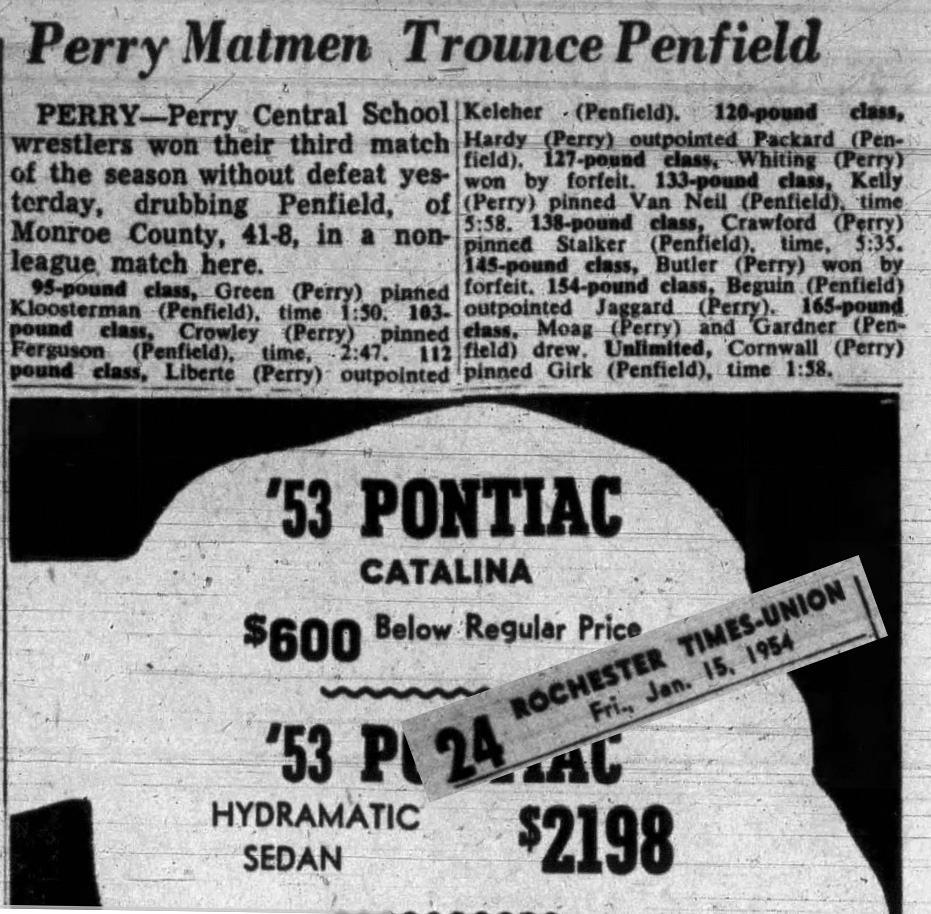 Perry Matmen Trounce Penfield
PERRY—Perry Central School
wrestlers won their third match
of the season without defeat yes-
terday, drubbing Penfield, of
Monroe County, 41-8, in a non-
league match here.
95-pound class, Green (Perry) pinned
Kloosterman (Penfield), time 1:50. 103-
pound class, Crowley (Perry) pinned
Ferguson (Penfield), time, 2:47. 112
pound class, Liberte (Perry) outpointed
Keleher (Penfield). 120-pound class,
Hardy (Perry) outpointed Packard (Pen-
field). 127-pound class, Whiting (Perry)
won by forfeit. 133-pound class, Kelly
(Perry) pinned Van Neil (Penfield), time
5:58. 138-pound class, Crawford (Perry)
pinned Stalker (Penfield), time, 5:35.
145-pound class, Butler (Perry) won by
forfeit. 154-pound class, Beguin (Penfield)
outpointed Jaggard (Perry). 165-pound
class, Moag (Perry) and Gardner (Pen-
field) drew. Unlimited, Cornwall (Perry)
pinned Girk (Penfield), time 1:58.
'53 PONTIAC
CATALINA
$600 Below Regular Price
24 ROCHESTER TIMES-UNION
Fri., Jan. 15, 1954
'53
HYDRAMATIC
SEDAN
$2198